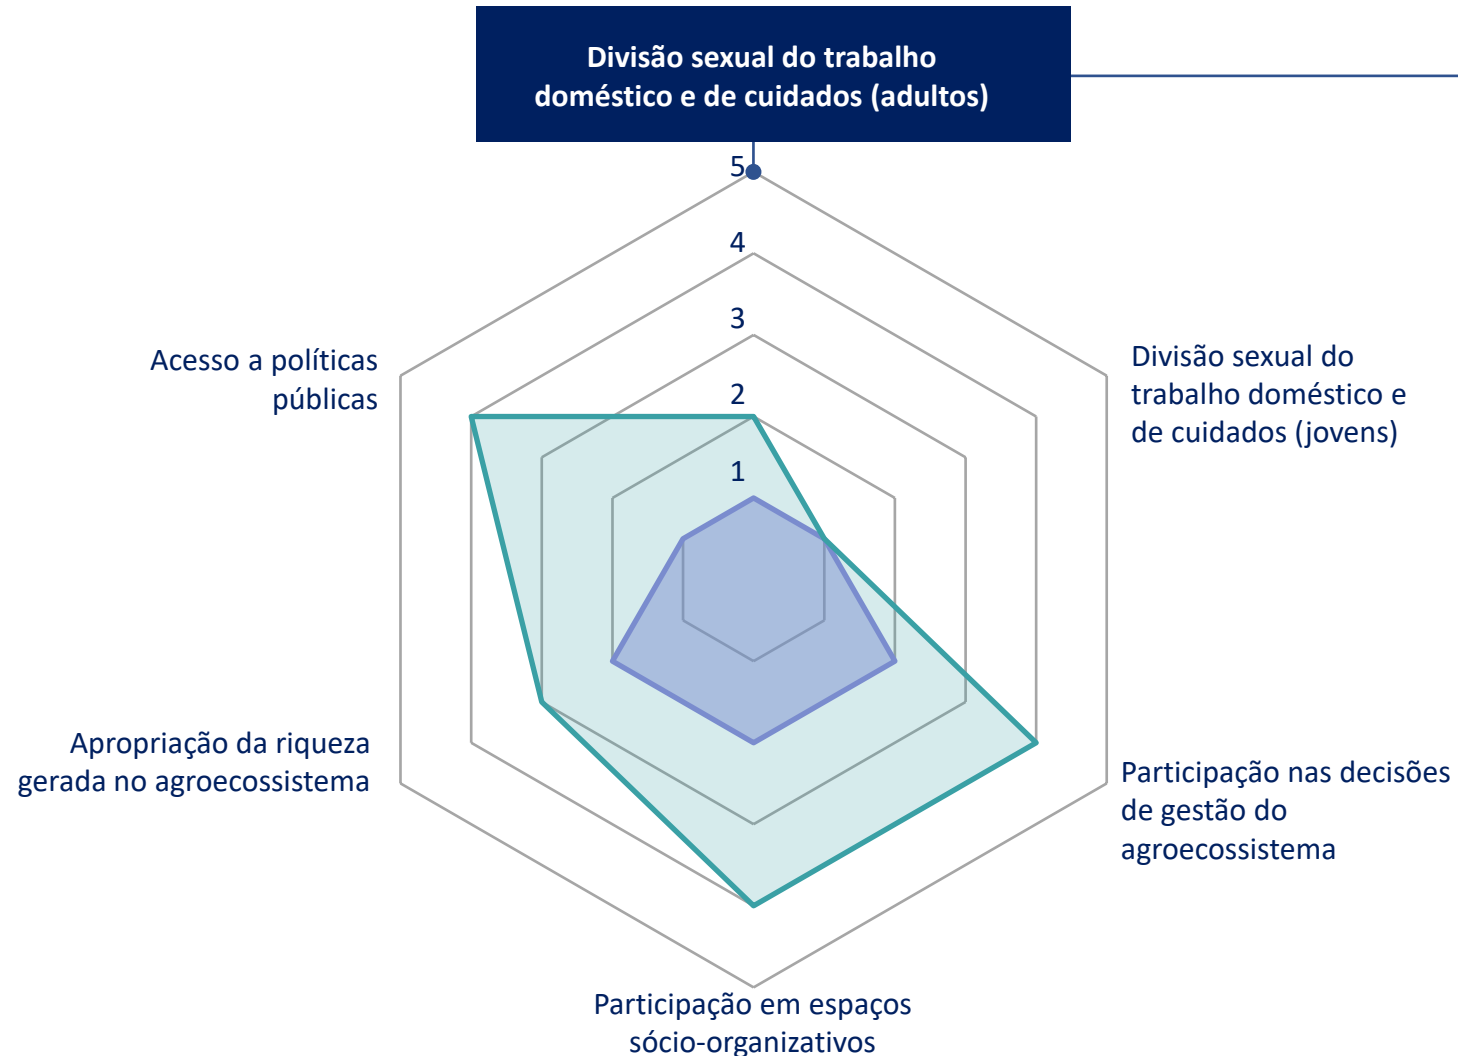 Divisão sexual do trabalho
doméstico e de cuidados (adultos)
5
4
3
2
1
Acesso a políticas
públicas
Divisão sexual do
trabalho doméstico e
de cuidados (jovens)
Apropriação da riqueza
gerada no agroecossistema
Participação nas decisões
de gestão do
agroecossistema
Participação em espaços
sócio-organizativos